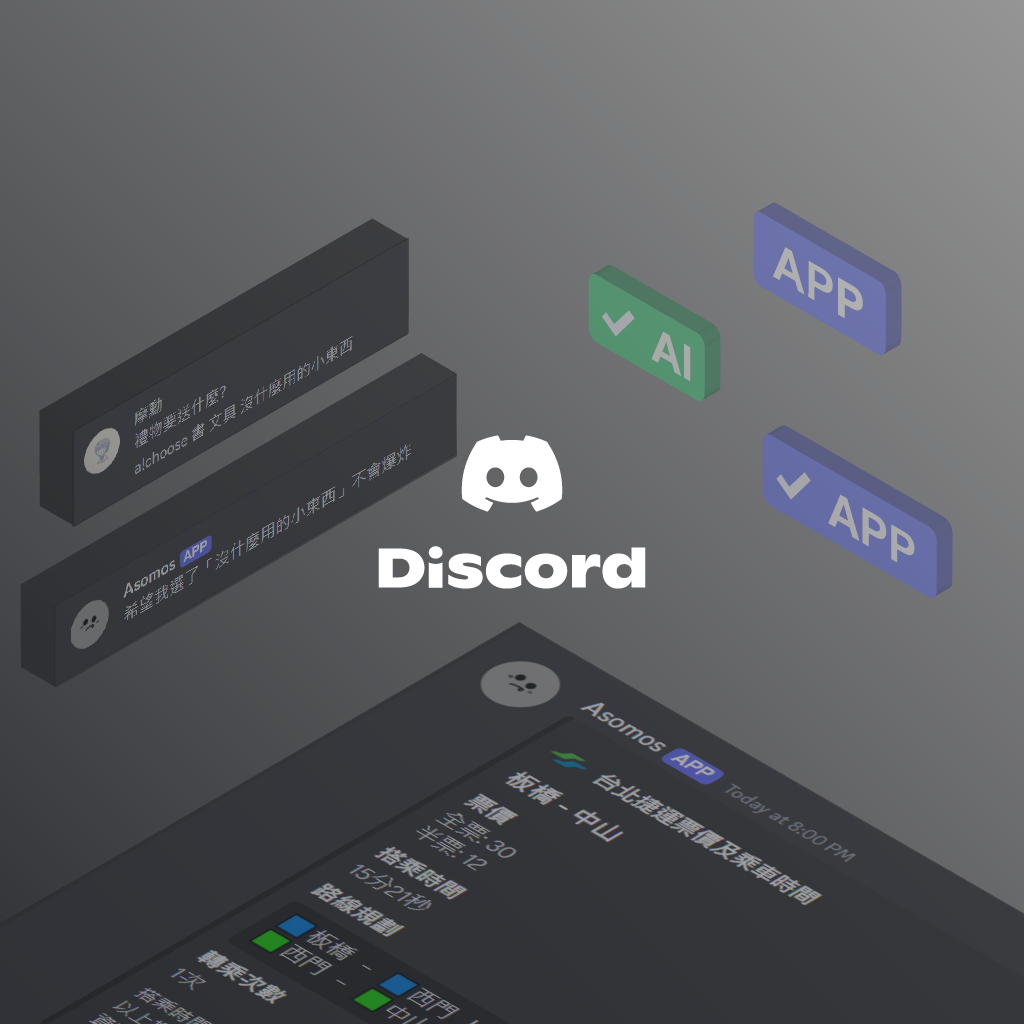 APP
AI
摩動
禮物要送什麼?
a!choose 書 文具 沒什麼用的小東西
APP
Asomos APP
希望我選了「沒什麼用的小東西」不會爆炸
Discord
Asomos APP Today at 8:00 PM
台北捷運票價及乘車時間
板橋 - 中山
票價
全票: 30
半票: 12
搭乘時間
15分21秒
路線規劃
板橋 - 西門
西門 - 中山
轉乘次數
1次
搭乘時間
以上